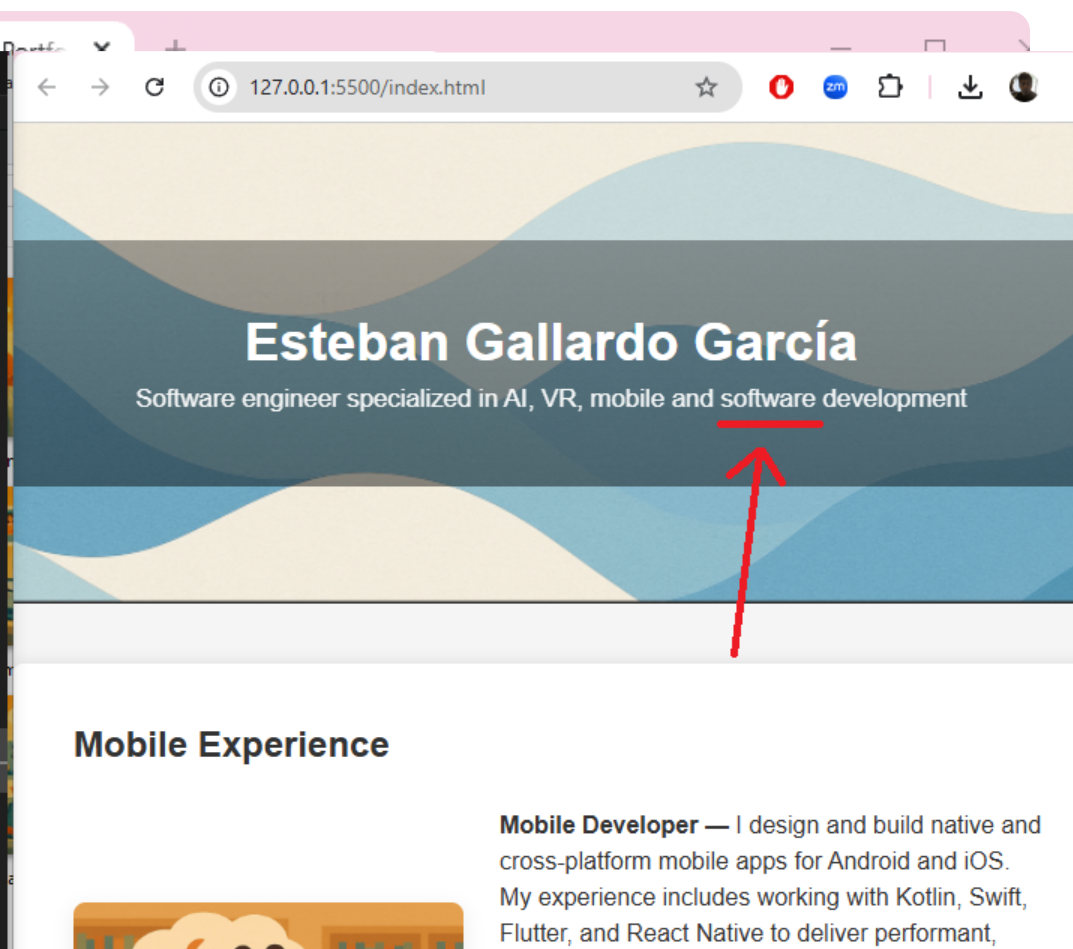 127.0.0.1:5500/index.html
zm
Esteban Gallardo García
Software engineer specialized in AI, VR, mobile and software development
Mobile Experience
Mobile Developer — I design and build native and
cross-platform mobile apps for Android and iOS.
My experience includes working with Kotlin, Swift,
Flutter, and React Native to deliver performant,